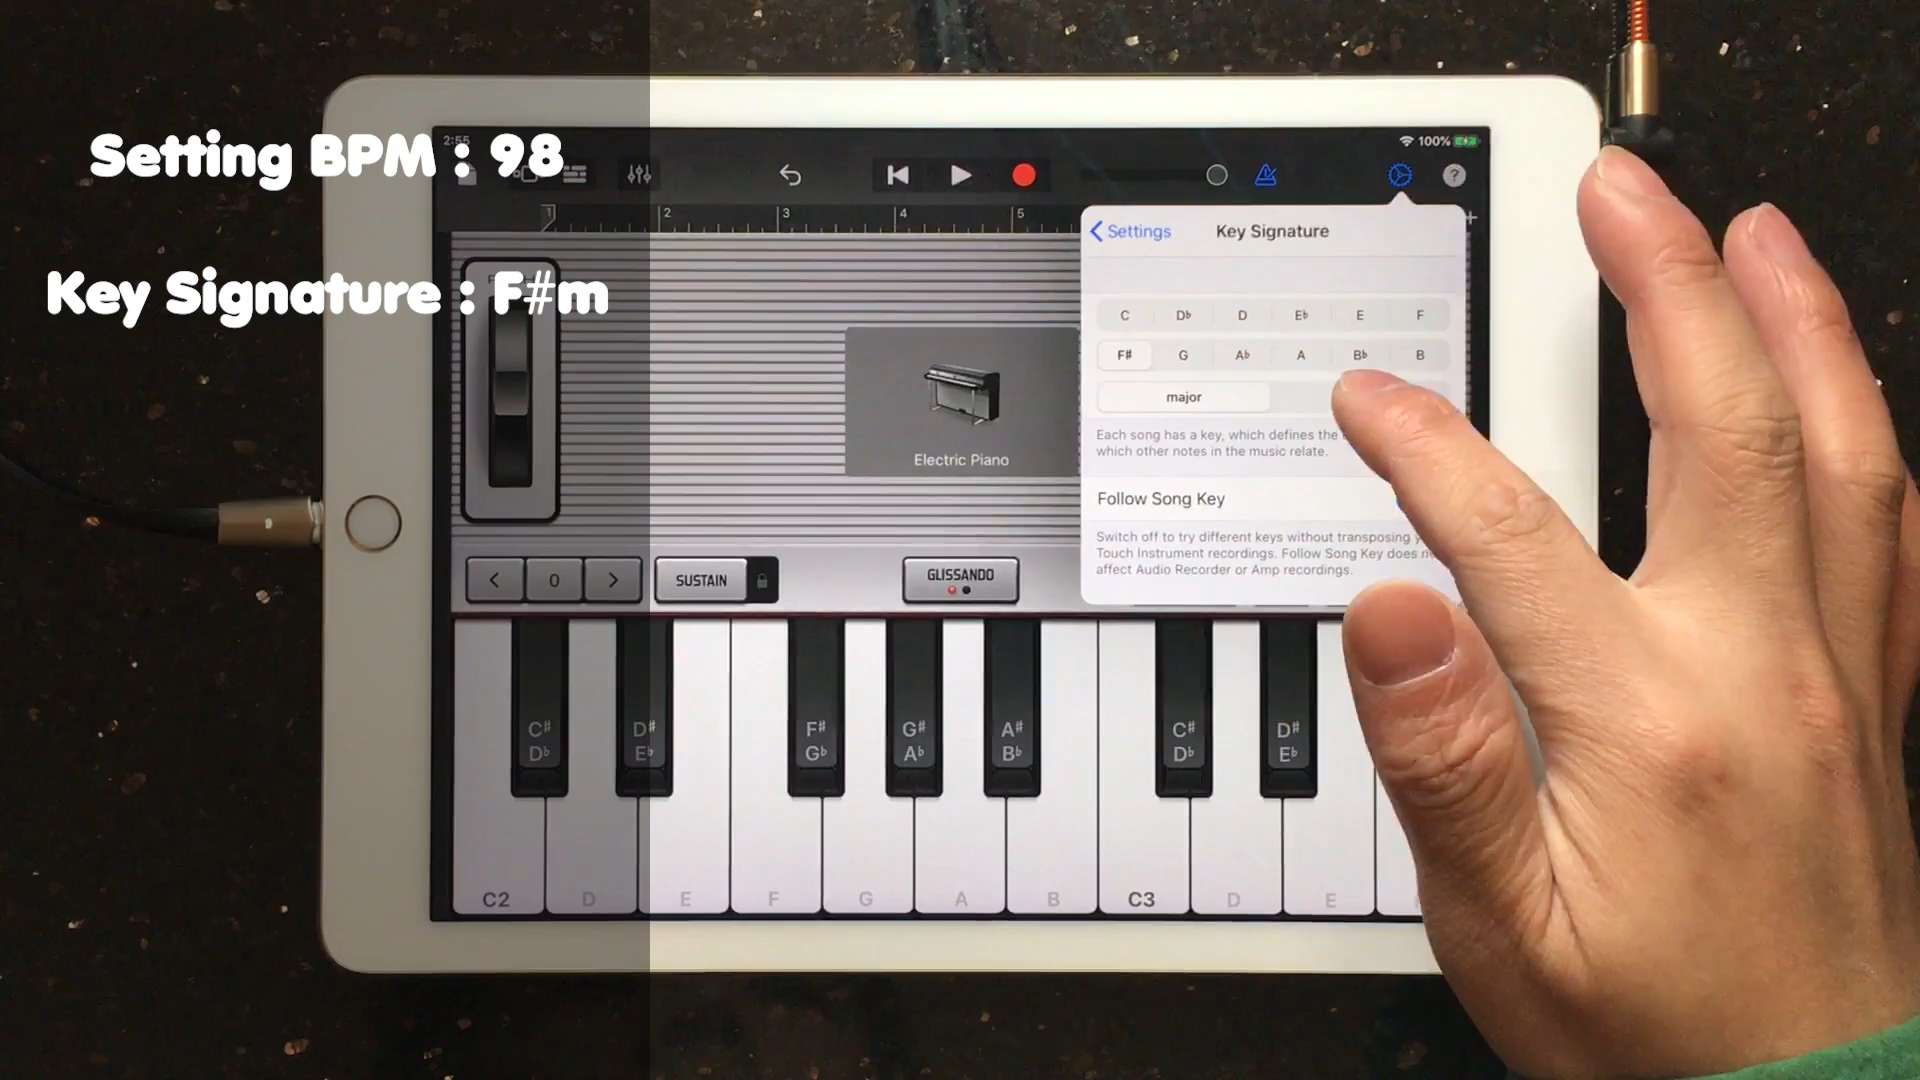 Setting BPM : 98
Key Signature : F#m
2:55
100%
?
1 2 3 4 5
Settings Key Signature
C D♭ D E♭ E F
F♯ G A♭ A B♭ B
major
Each song has a key, which defines the
which other notes in the music relate.
Follow Song Key
Switch off to try different keys without transposing
Touch Instrument recordings. Follow Song Key does
affect Audio Recorder or Amp recordings.
Electric Piano
0 SUSTAIN GLISSANDO
C♯ D♯ F♯ G♯ A♯ C♯ D♯
D♭ E♭ G♭ A♭ B♭ D♭ E♭
C2 D E F G A B C3 D E